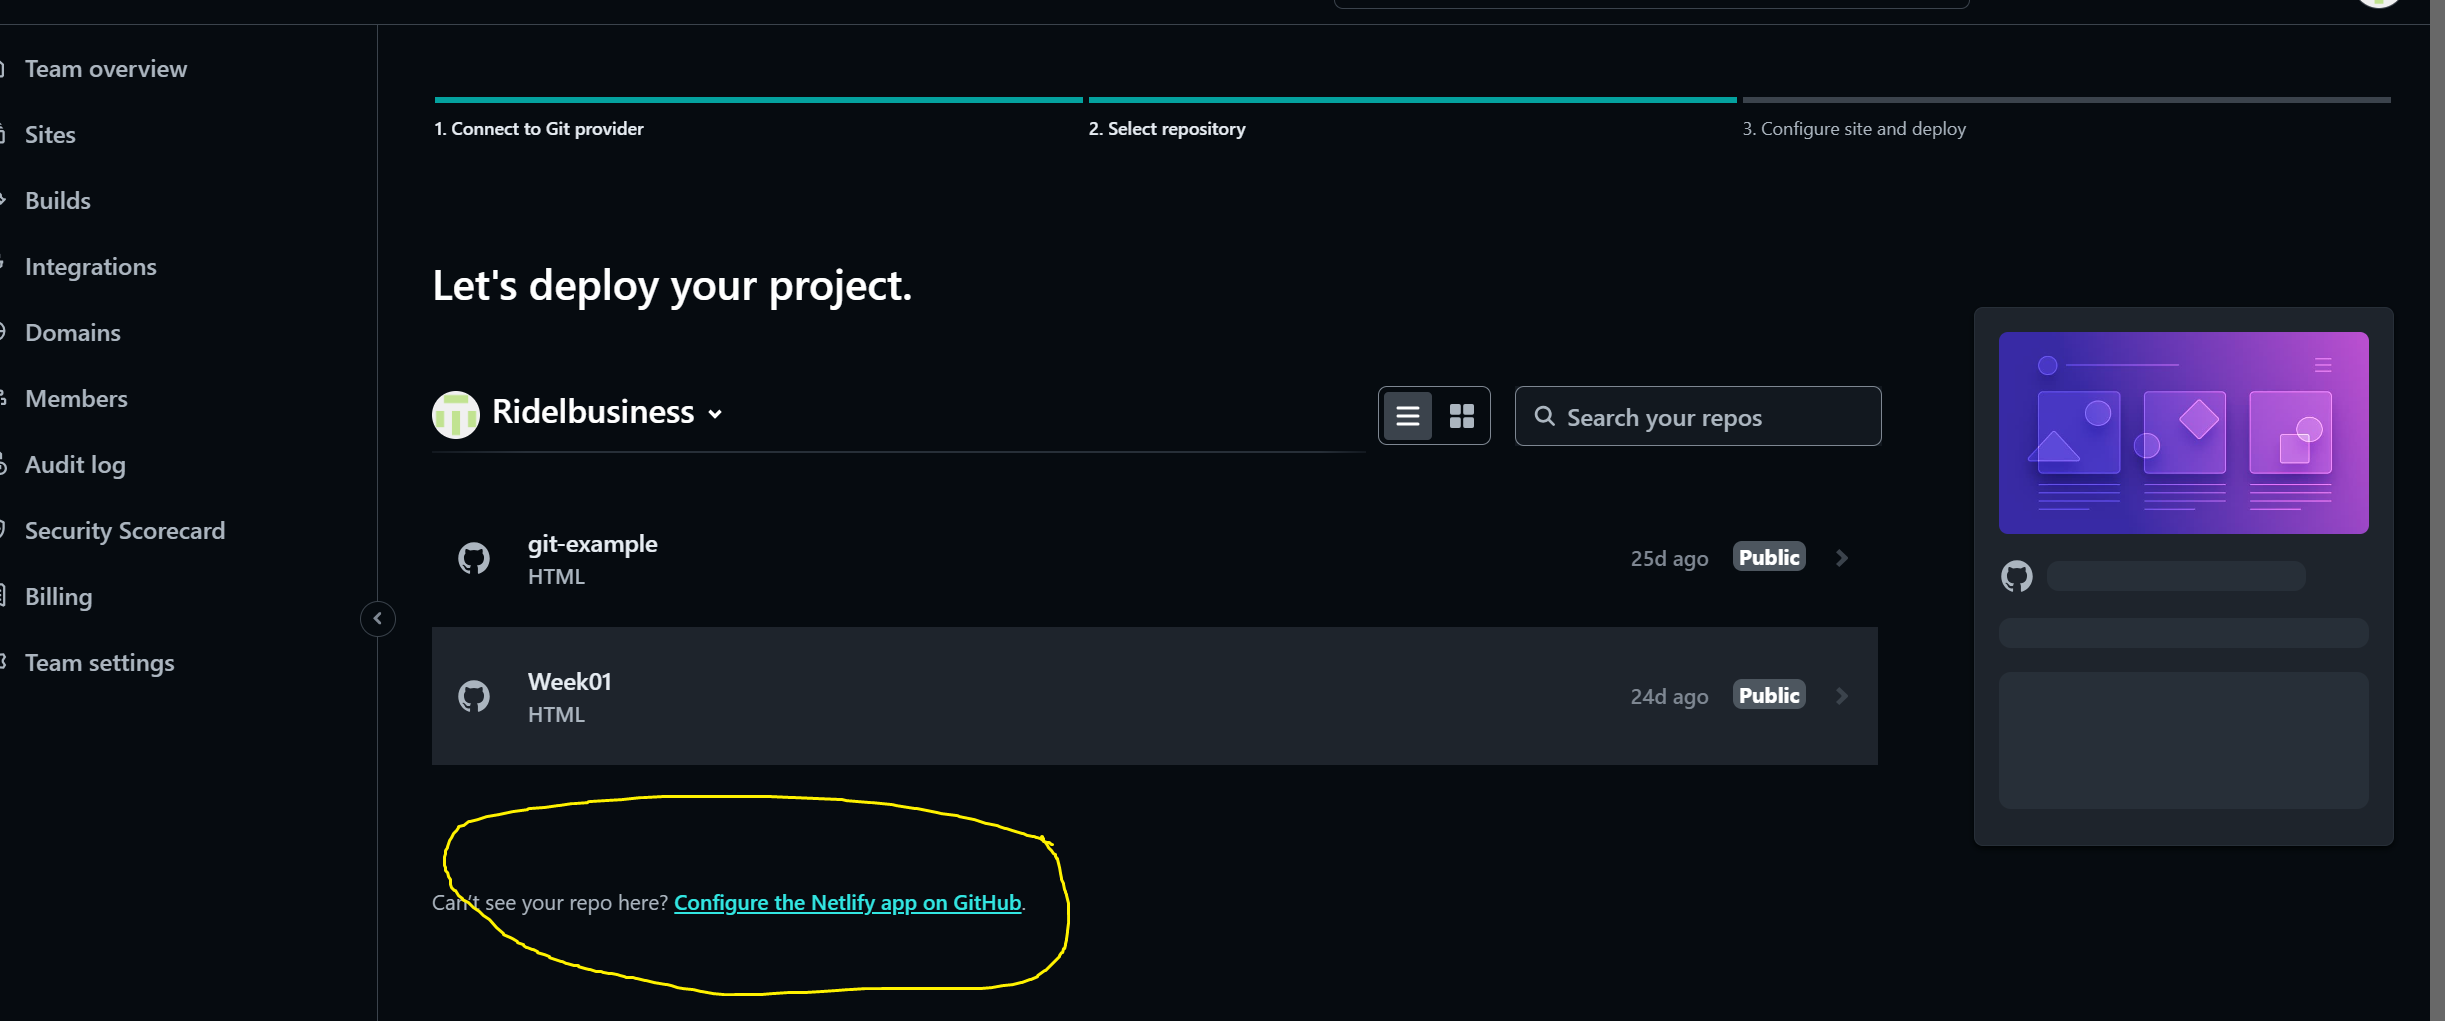 Team overview
Sites
Builds
Integrations
Domains
Members
Audit log
Security Scorecard
Billing
Team settings
1. Connect to Git provider
2. Select repository
3. Configure site and deploy
Let's deploy your project.
Ridelbusiness
Search your repos
git-example
HTML
25d ago
Public
Week01
HTML
24d ago
Public
Can't see your repo here? Configure the Netlify app on GitHub.